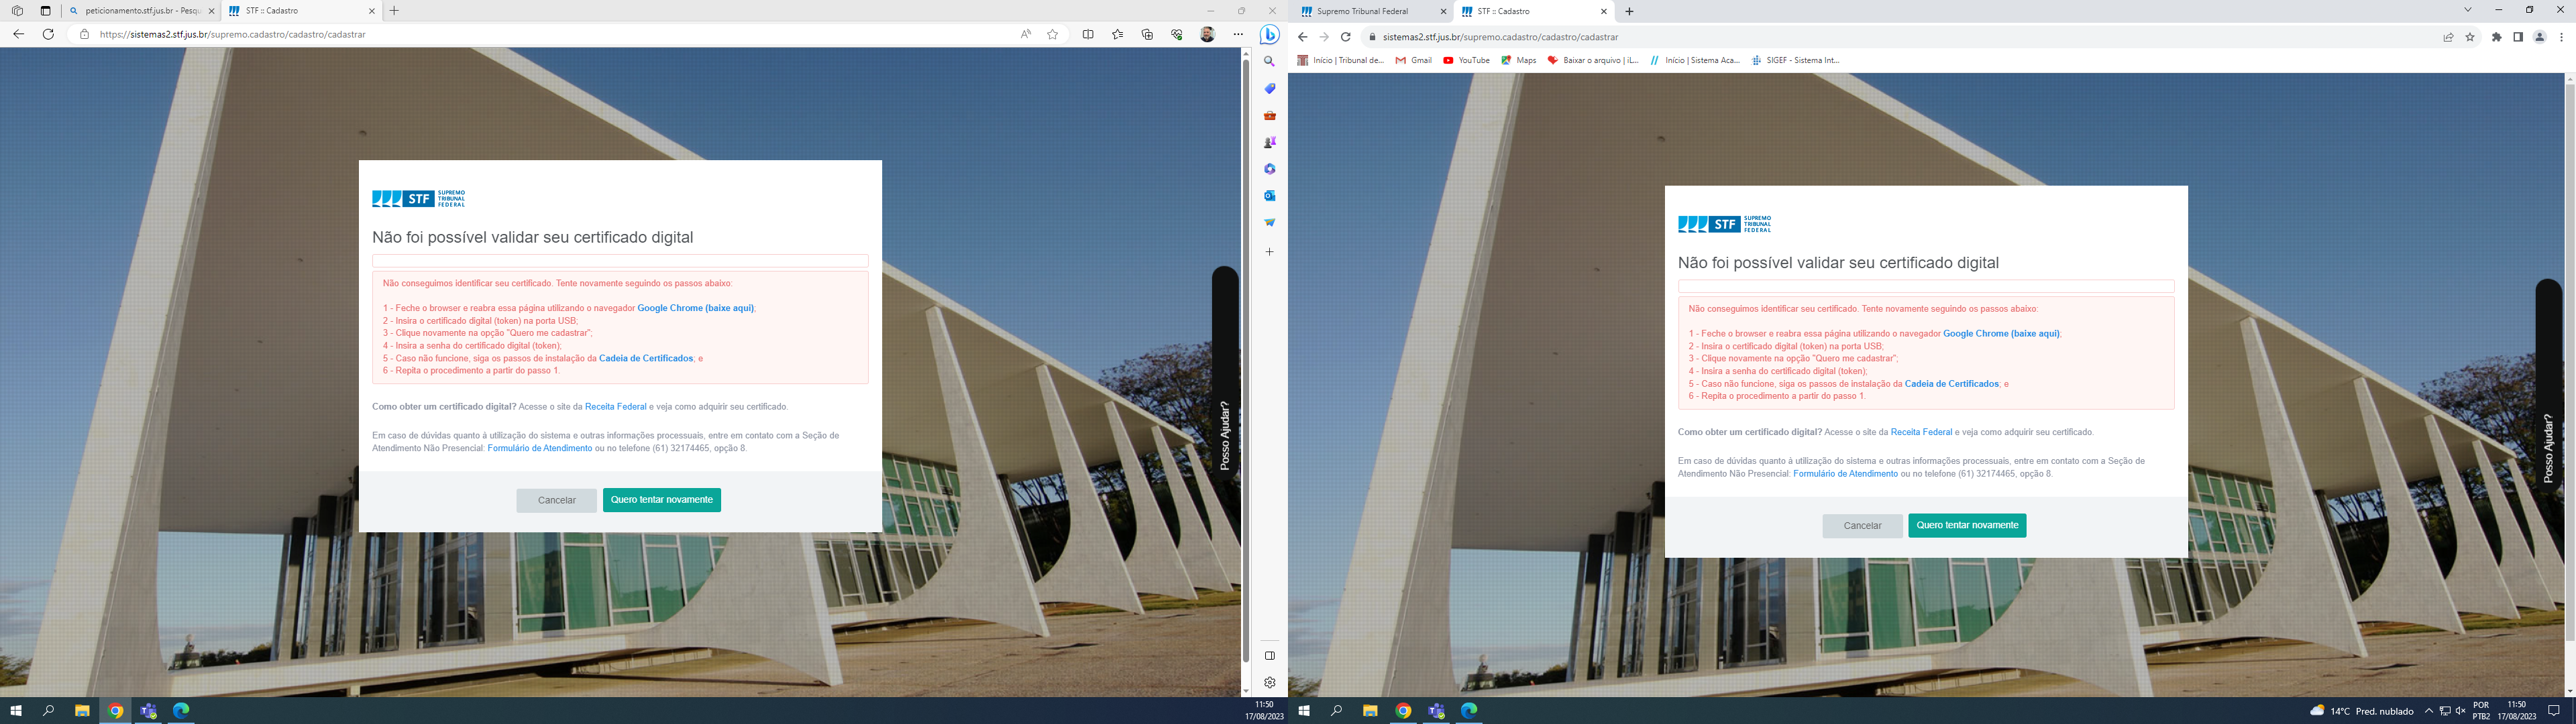 peticionamento.stf.jus.br - Pesqu
STF :: Cadastro
https://sistemas2.stf.jus.br/supremo.cadastro/cadastro/cadastrar
STF SUPREMO
TRIBUNAL
FEDERAL
Não foi possível validar seu certificado digital
Não conseguimos identificar seu certificado. Tente novamente seguindo os passos abaixo:
1 - Feche o browser e reabra essa página utilizando o navegador Google Chrome (baixe aqui);
2 - Insira o certificado digital (token) na porta USB;
3 - Clique novamente na opção "Quero me cadastrar";
4 - Insira a senha do certificado digital (token);
5 - Caso não funcione, siga os passos de instalação da Cadeia de Certificados; e
6 - Repita o procedimento a partir do passo 1.
Como obter um certificado digital? Acesse o site da Receita Federal e veja como adquirir seu certificado.
Em caso de dúvidas quanto à utilização do sistema e outras informações processuais, entre em contato com a Seção de
Atendimento Não Presencial: Formulário de Atendimento ou no telefone (61) 32174465, opção 8.
Cancelar
Quero tentar novamente
Posso Ajudar?
11:50
17/08/2023
Supremo Tribunal Federal
STF :: Cadastro
sistemas2.stf.jus.br/supremo.cadastro/cadastro/cadastrar
Início | Tribunal de...
Gmail
YouTube
Maps
Baixar o arquivo | iL...
Início | Sistema Aca...
SIGEF - Sistema Int...
STF SUPREMO
TRIBUNAL
FEDERAL
Não foi possível validar seu certificado digital
Não conseguimos identificar seu certificado. Tente novamente seguindo os passos abaixo:
1 - Feche o browser e reabra essa página utilizando o navegador Google Chrome (baixe aqui);
2 - Insira o certificado digital (token) na porta USB;
3 - Clique novamente na opção "Quero me cadastrar";
4 - Insira a senha do certificado digital (token);
5 - Caso não funcione, siga os passos de instalação da Cadeia de Certificados; e
6 - Repita o procedimento a partir do passo 1.
Como obter um certificado digital? Acesse o site da Receita Federal e veja como adquirir seu certificado.
Em caso de dúvidas quanto à utilização do sistema e outras informações processuais, entre em contato com a Seção de
Atendimento Não Presencial: Formulário de Atendimento ou no telefone (61) 32174465, opção 8.
Cancelar
Quero tentar novamente
Posso Ajudar?
14°C Pred. nublado
POR
PTB2
11:50
17/08/2023